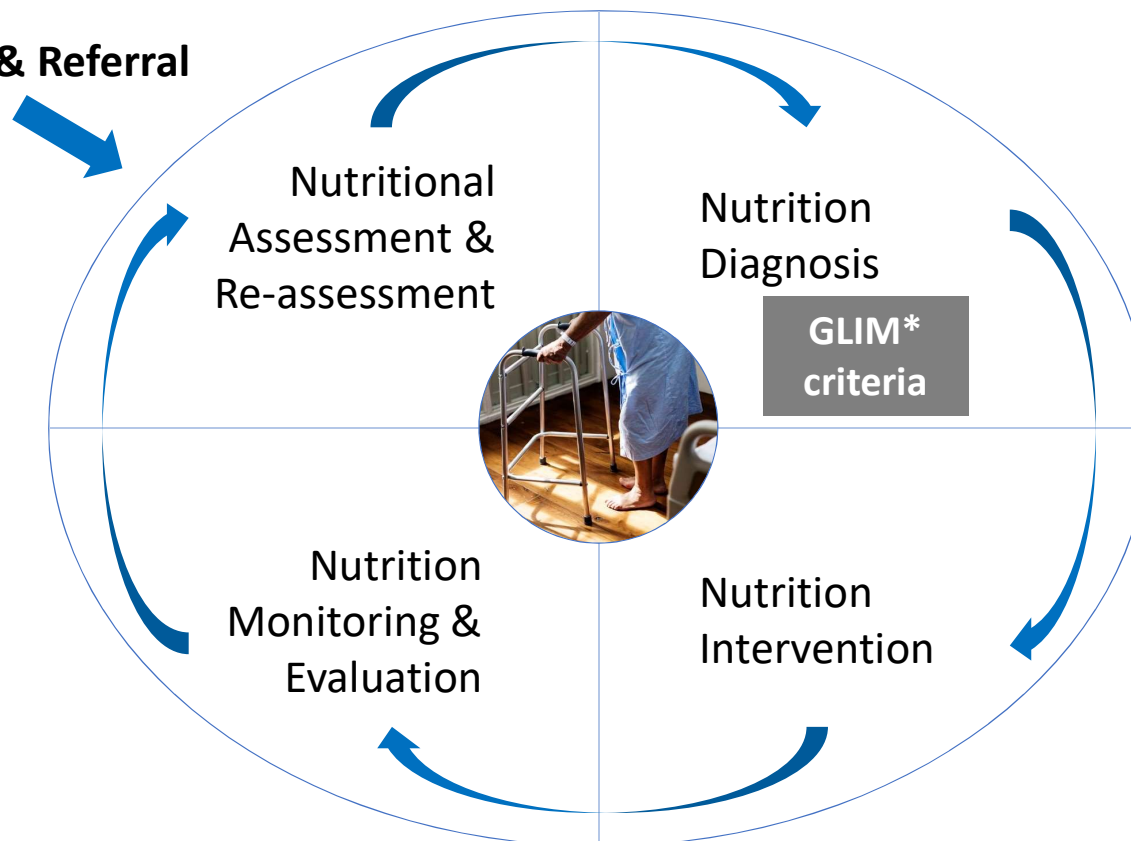 & Referral
Nutritional
Assessment &
Re-assessment
Nutrition
Diagnosis
GLIM*
criteria
Nutrition
Monitoring &
Evaluation
Nutrition
Intervention